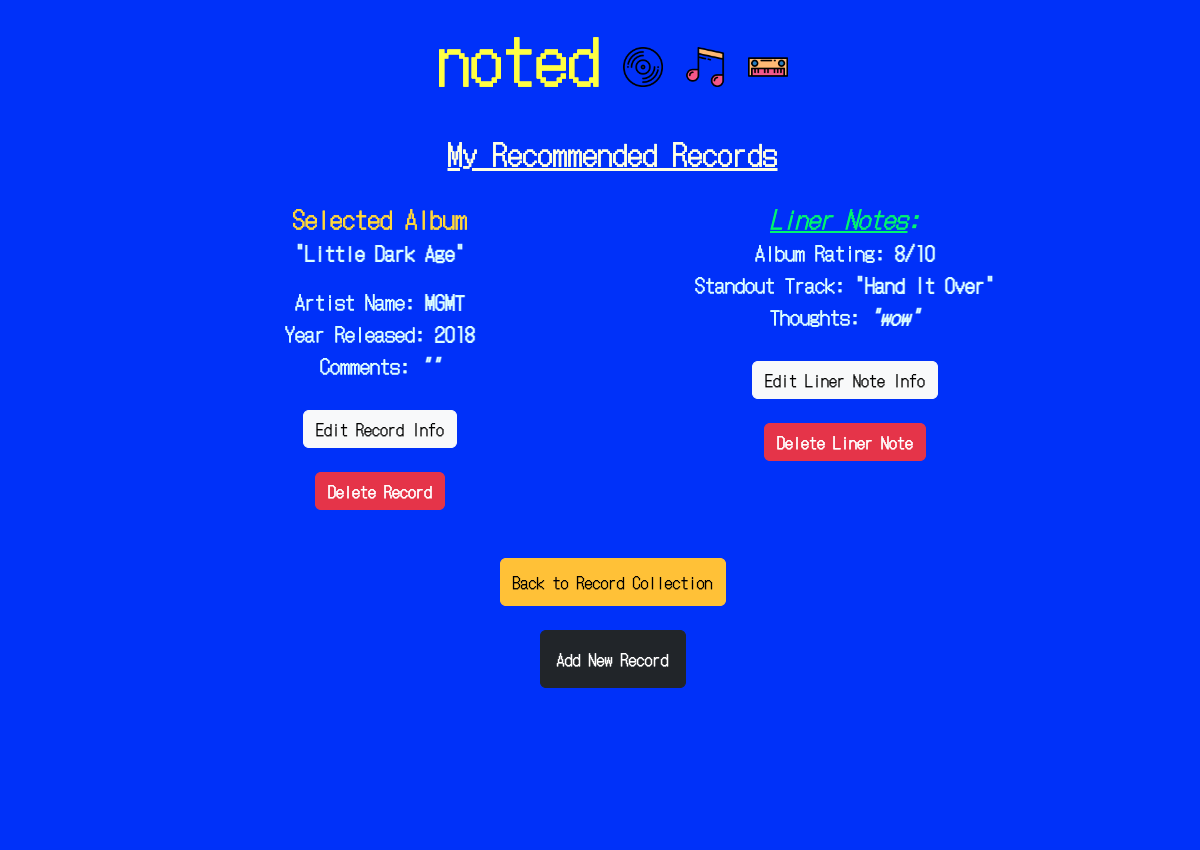 noted
My Recommended Records
Selected Album
"Little Dark Age"
Artist Name: MGMT
Year Released: 2018
Comments: ""
Edit Record Info
Delete Record
Liner Notes:
Album Rating: 8/10
Standout Track: "Hand It Over"
Thoughts: "wow"
Edit Liner Note Info
Delete Liner Note
Back to Record Collection
Add New Record